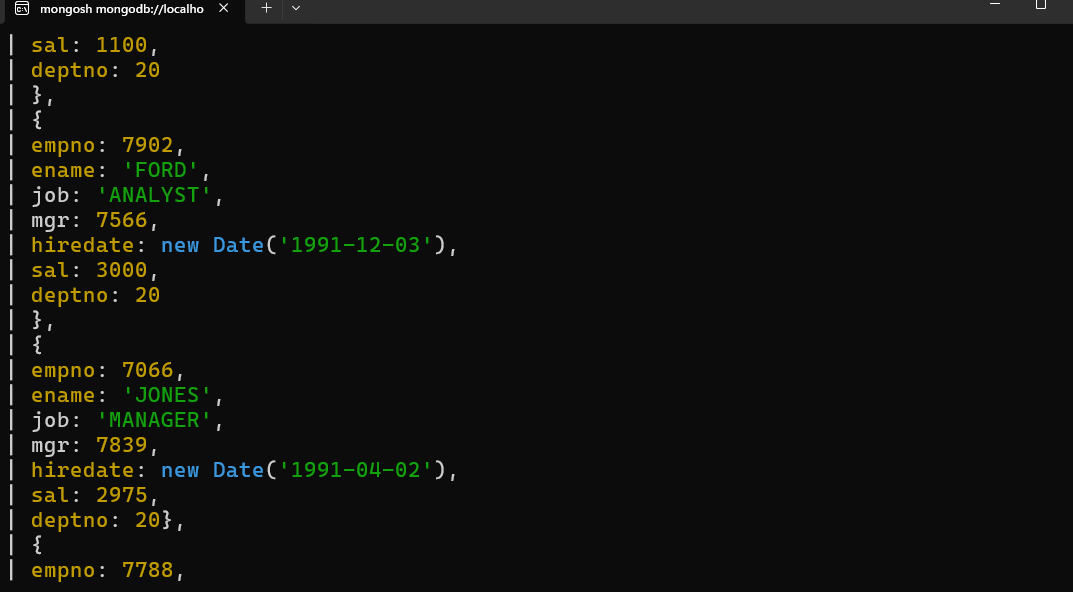 mongosh mongodb://localho
| sal: 1100,
| deptno: 20
| },
| {
| empno: 7902,
| ename: 'FORD',
| job: 'ANALYST',
| mgr: 7566,
| hiredate: new Date('1991-12-03'),
| sal: 3000,
| deptno: 20
| },
| {
| empno: 7066,
| ename: 'JONES',
| job: 'MANAGER',
| mgr: 7839,
| hiredate: new Date('1991-04-02'),
| sal: 2975,
| deptno: 20},
| {
| empno: 7788,